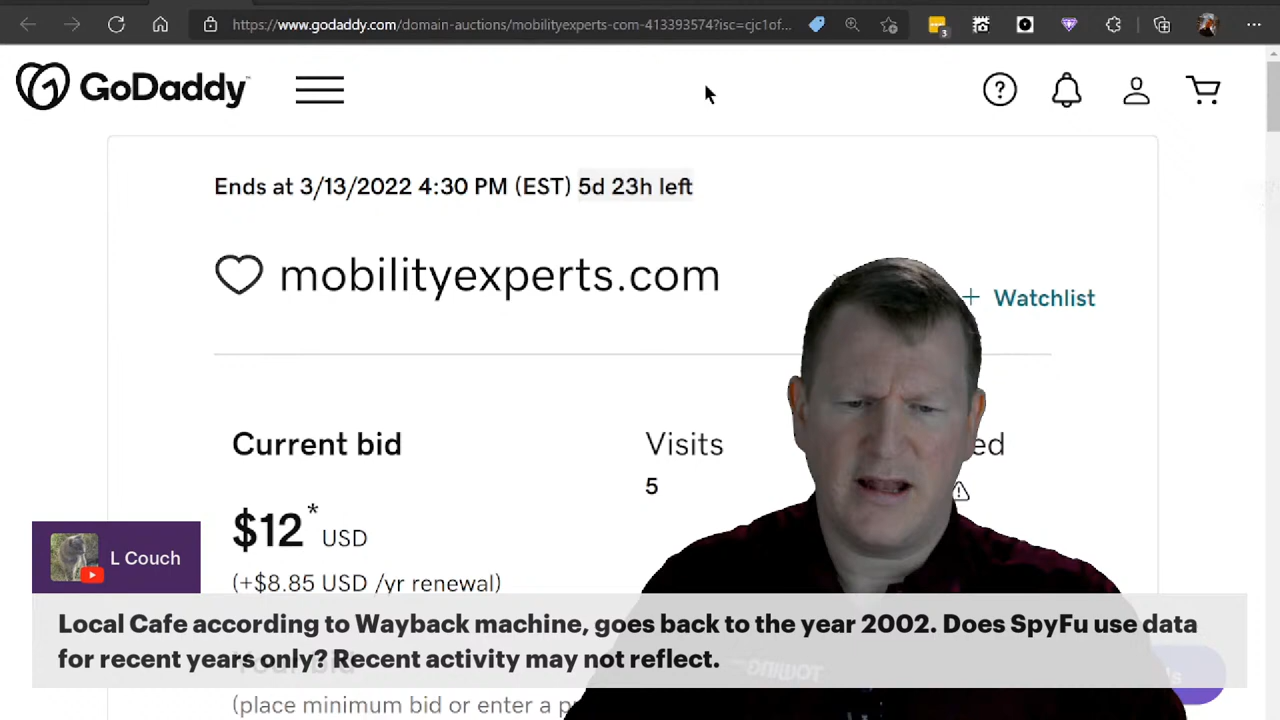 https://www.godaddy.com/domain-auctions/mobilityexperts-com-413393574?isc=cjc1of...
3
GoDaddy™
Ends at 3/13/2022 4:30 PM (EST) 5d 23h left
mobilityexperts.com
+ Watchlist
Current bid
Visits
5
$12* USD
(+$8.85 USD /yr renewal)
L Couch
Local Cafe according to Wayback machine, goes back to the year 2002. Does SpyFu use data
for recent years only? Recent activity may not reflect.
(place minimum bid or enter a